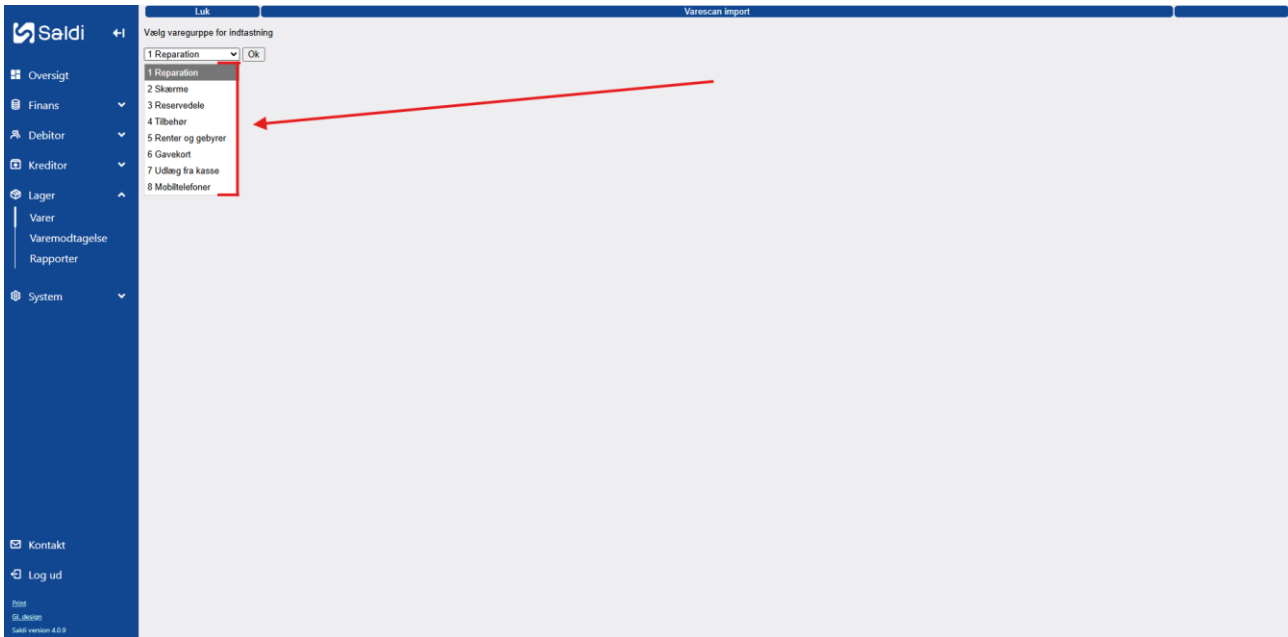 Saldi
Oversigt
Finans
Debitor
Kreditor
Lager
Varer
Varemodtagelse
Rapporter
System
Kontakt
Log ud
Print
GL design
Saldi version 4.0.9
Luk
Varescan import
Vælg varegurppe for indtastning
1 Reparation
Ok
1 Reparation
2 Skærme
3 Reservedele
4 Tilbehør
5 Renter og gebyrer
6 Gavekort
7 Udlæg fra kasse
8 Mobiltelefoner